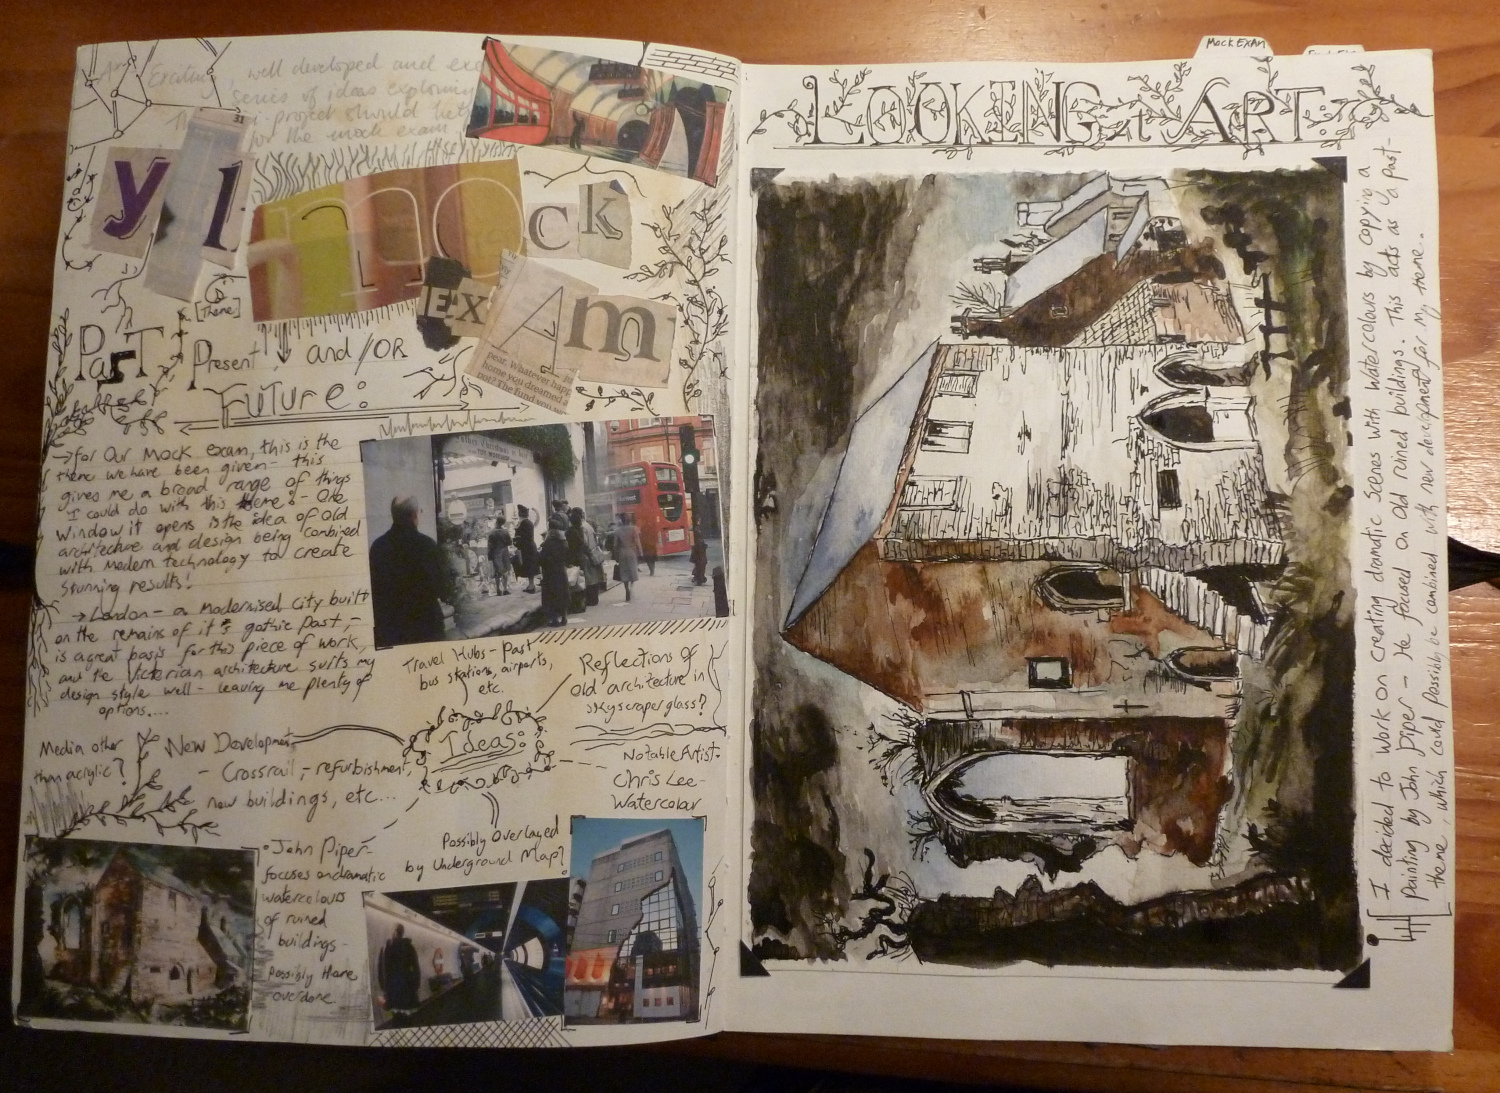 Exciting, well developed and
series of ideas exploring
mini-project should help
for the mock exam
y1 mock
ExAm
[Theme]
PasT Present, and/OR
Future:
→ For Our Mock exam, this is the
theme we have been given - this
gives me a broad range of things
I could do with this theme :- One
window it opens is the idea of old
architecture and design being combined
with Modern technology to create
Stunning results!
→ London - a modernised city built
on the remains of it's gothic past, -
is a great basis for this piece of work,
and the Victorian architecture suits my
design style well - leaving me plenty of
options....
Travel Hubs - Past
bus stations, airports,
etc.
Reflections of
Old architecture in
skyscraper glass?
Ideas:
Media other
than acrylic?
New Development
- Crossrail, - refurbishment,
new buildings, etc...
Notable Artist -
Chris Lee -
Watercolour
Possibly Overlayed
by Underground Map?
• John Piper -
focuses on dramatic
watercolours
of ruined
buildings -
Possibly theme
overdone
Mock EXAM
LOOKING at ART:
I decided to work on creating dramatic scenes with watercolours by copying a
painting by John Piper - He focused on old ruined buildings. This acts as a past-
theme, which could possibly be combined with new development for my theme.